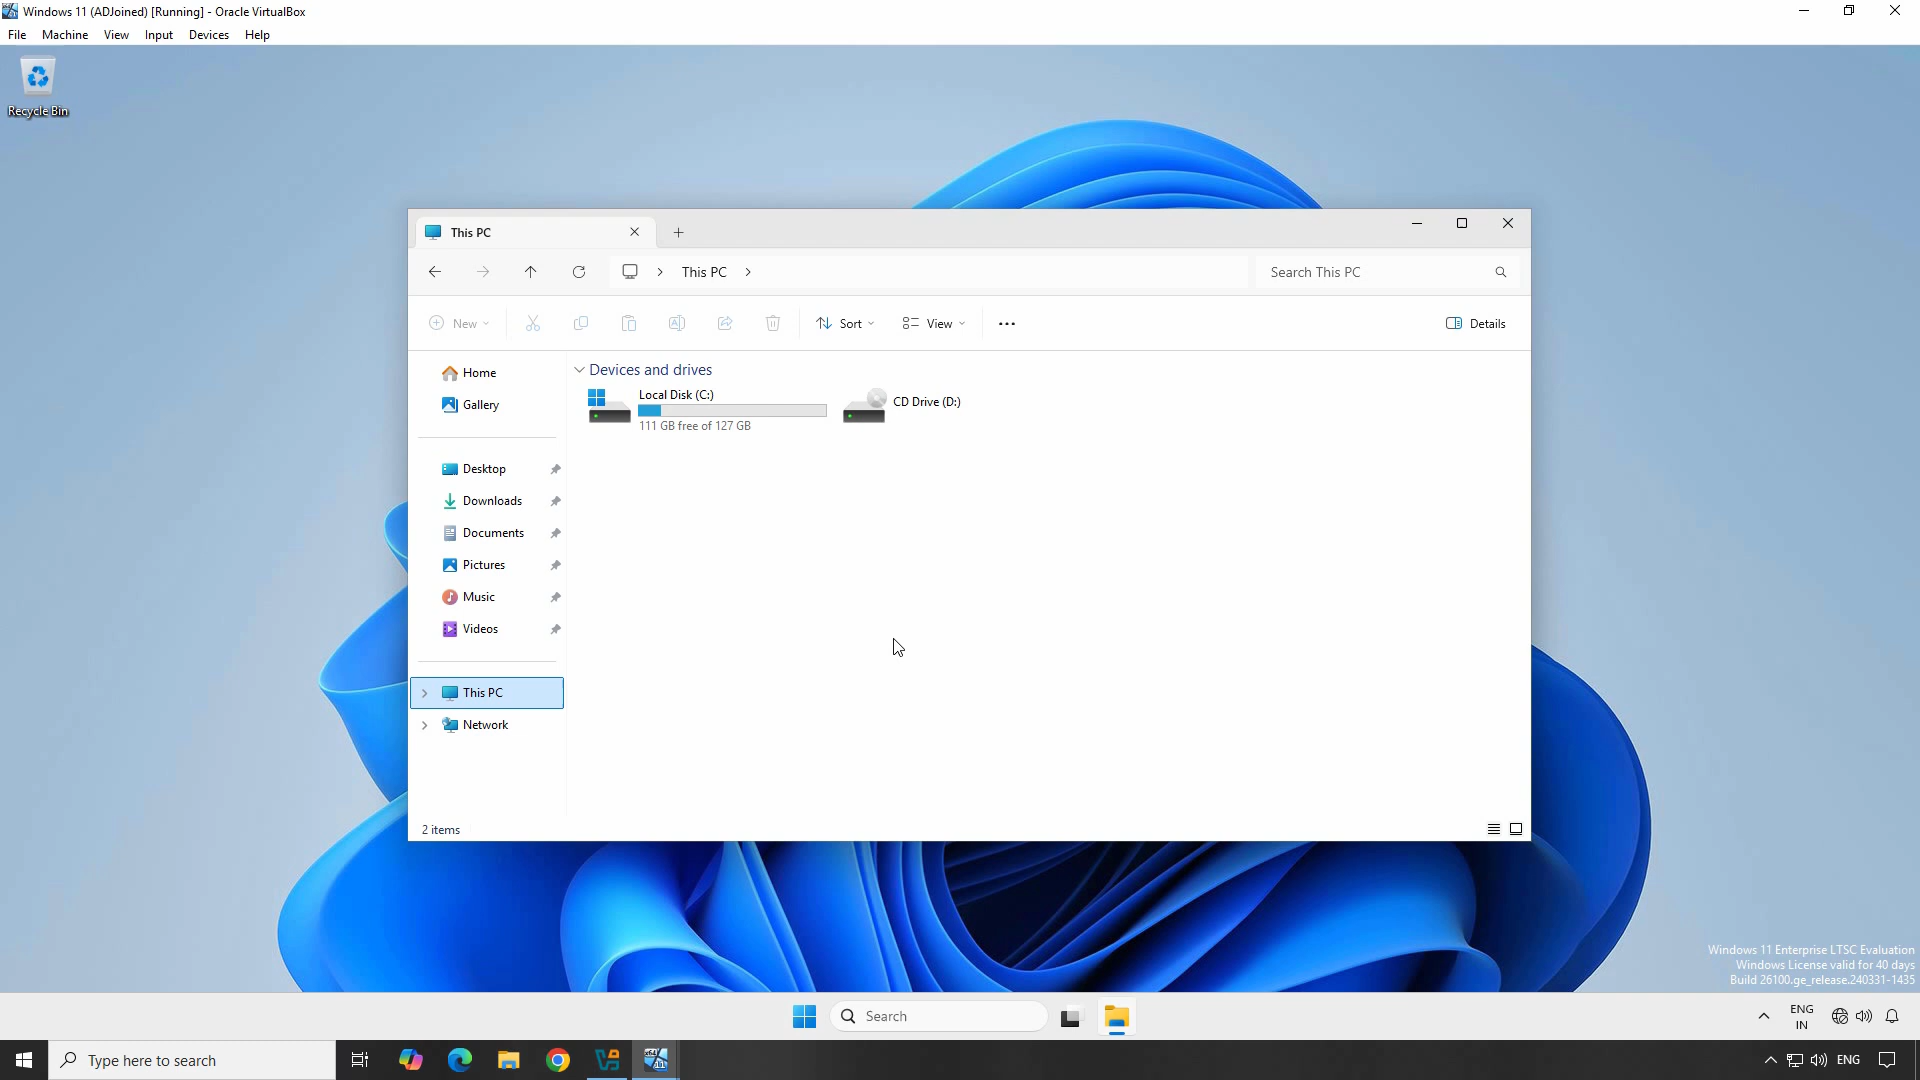 Windows 11 (ADJoined) [Running] - Oracle VirtualBox
File Machine View Input Devices Help
Recycle Bin
This PC
This PC
Search This PC
New
Sort
View
Details
Home
Gallery
Desktop
Downloads
Documents
Pictures
Music
Videos
This PC
Network
Devices and drives
Local Disk (C:)
111 GB free of 127 GB
CD Drive (D:)
2 items
Windows 11 Enterprise LTSC Evaluation
Windows License valid for 40 days
Build 26100.ge_release.240331-1435
Search
ENG
IN
Type here to search
x64
11
ENG